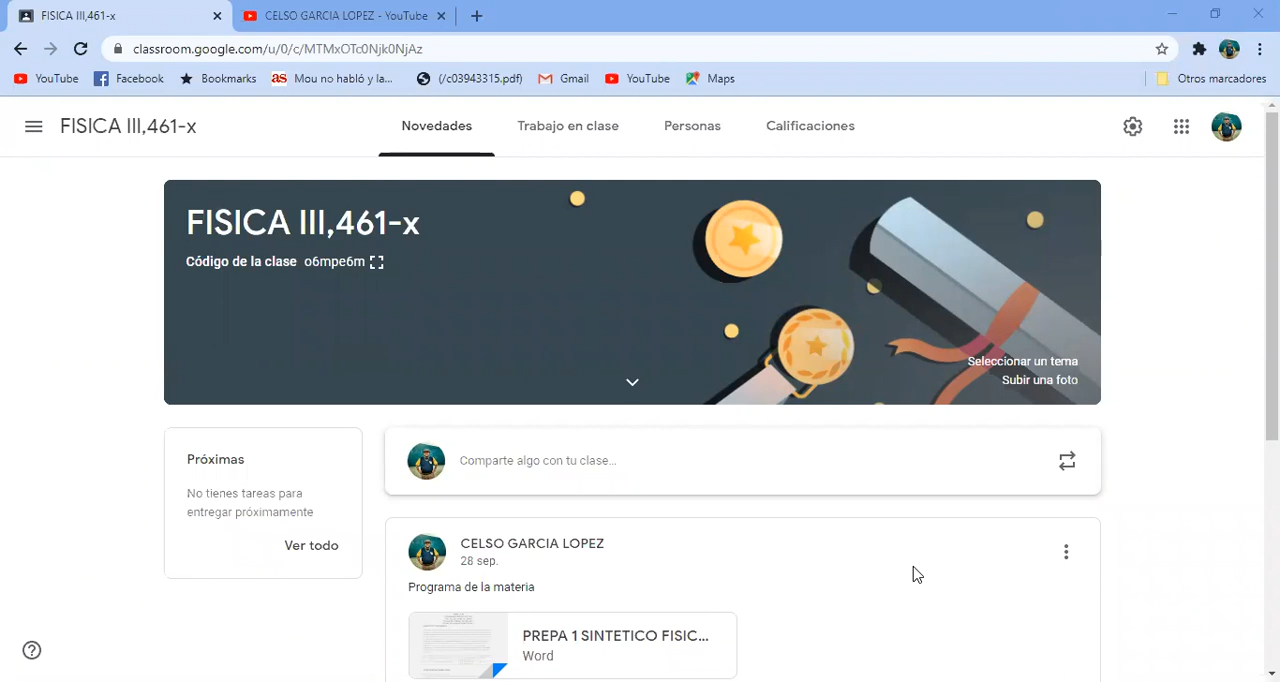 FISICA III,461-x
CELSO GARCIA LOPEZ - YouTube
classroom.google.com/u/0/c/MTMxOTc0Njk0NjAz
YouTube
Facebook
Bookmarks
as
Mou no habló y la...
(/c03943315.pdf)
Gmail
YouTube
Maps
Otros marcadores
FISICA III,461-x
Novedades
Trabajo en clase
Personas
Calificaciones
FISICA III,461-x
Código de la clase o6mpe6m
Seleccionar un tema
Subir una foto
Próximas
No tienes tareas para
entregar próximamente
Ver todo
Comparte algo con tu clase...
CELSO GARCIA LOPEZ
28 sep.
Programa de la materia
PREPA 1 SINTETICO FISIC...
Word